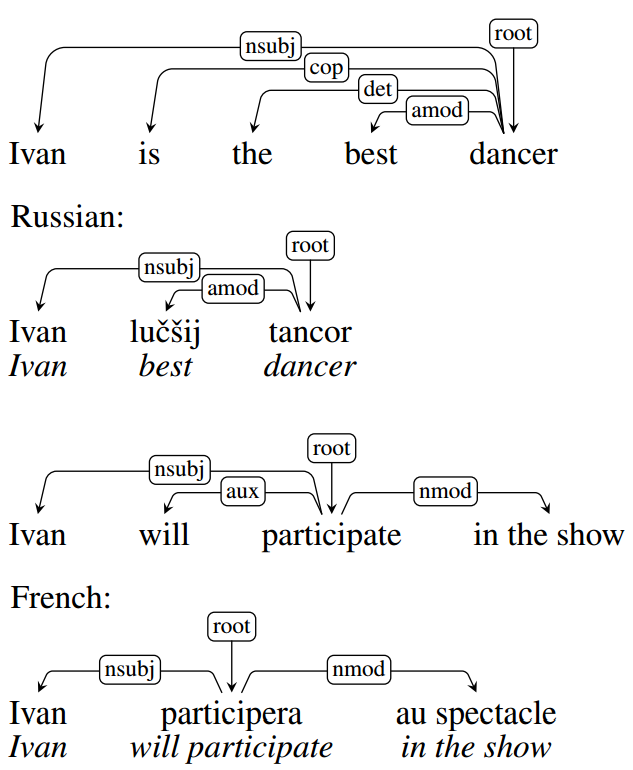 root
nsubj
cop
det
amod
Ivan is the best dancer
Russian:
root
nsubj
amod
Ivan lučšij tancor
Ivan best dancer
root
nsubj
aux nmod
Ivan will participate in the show
French:
root
nsubj nmod
Ivan participera au spectacle
Ivan will participate in the show